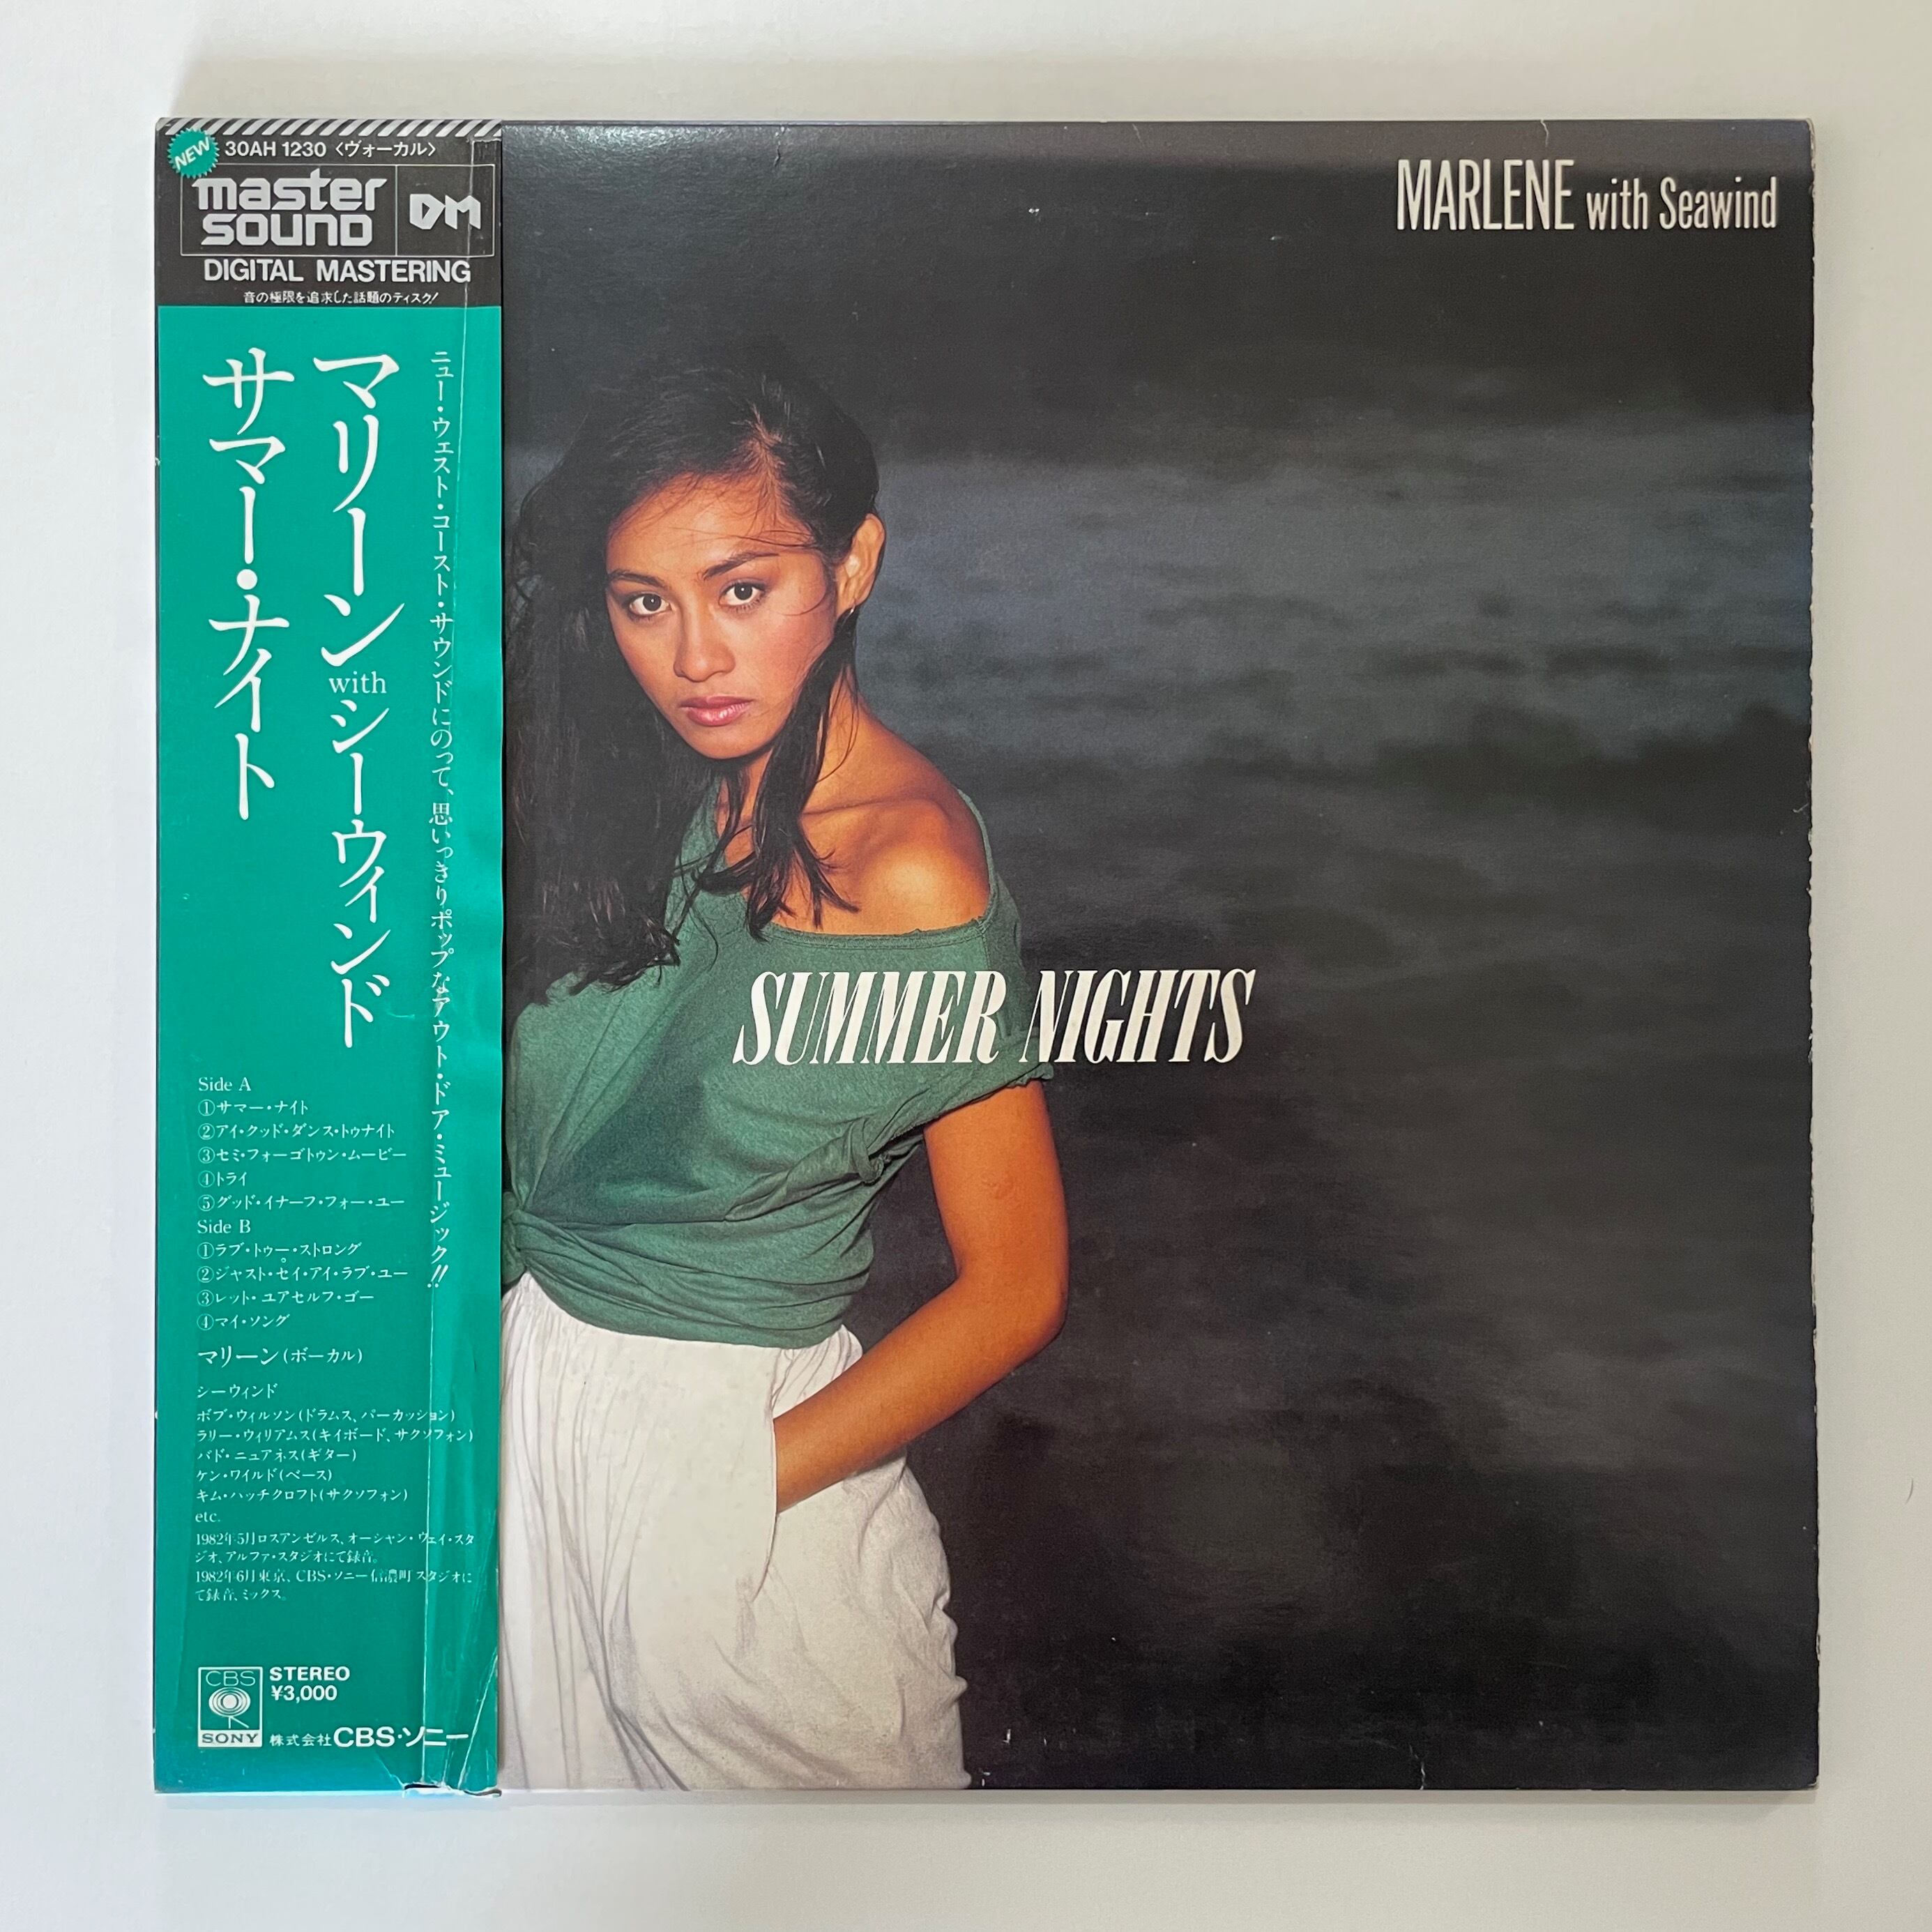 NEW
30AH 1230 〈ヴォーカル〉
master
sound
DM
DIGITAL MASTERING
音の極限を追求した話題のディスク!
ニュー・ウェスト・コースト・サウンドにのって、思いっきりポップなアウト・ドア・ミュージック!!
マリーン with シーウィンド
サマー・ナイト
Side A
①サマー・ナイト
②アイ・クッド・ダンス・トゥナイト
③セミ・フォーゴトゥン・ムービー
④トライ
⑤グッド・イナーフ・フォー・ユー
Side B
①ラブ・トゥー・ストロング
②ジャスト・セイ・アイ・ラブ・ユー
③レット・ユアセルフ・ゴー
④マイ・ソング
マリーン(ボーカル)
シーウィンド
ボブ・ウィルソン(ドラムス、パーカッション)
ラリー・ウィリアムス(キイボード、サクソフォン)
バド・ニュアネス(ギター)
ケン・ワイルド(ベース)
キム・ハッチクロフト(サクソフォン)
etc.
1982年5月ロスアンゼルス、オーシャン・ウェイ・スタ
ジオ、アルファ・スタジオにて録音。
1982年6月東京、CBS・ソニー信濃町スタジオに
て録音、ミックス。
CBS
SONY
STEREO
¥3,000
株式会社CBS・ソニー
MARLENE with Seawind
SUMMER NIGHTS